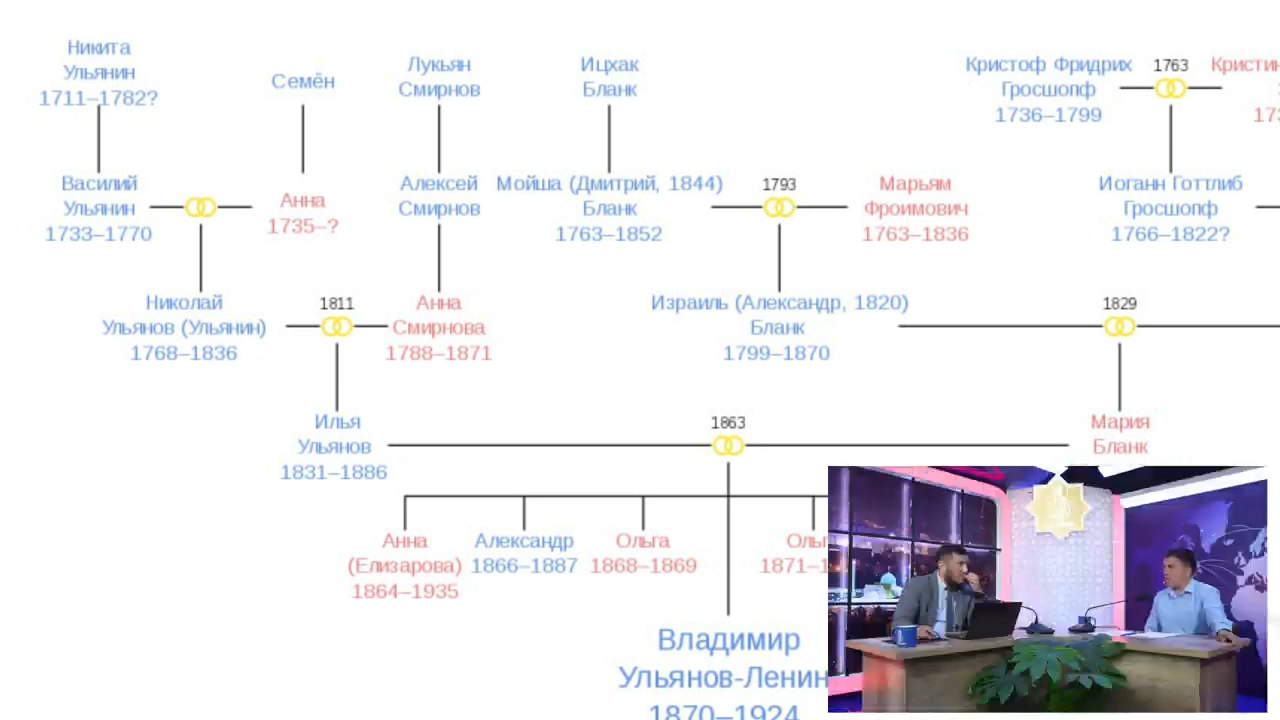 Никита
Ульянин
1711–1782?
Семён
Лукьян
Смирнов
Ицхак
Бланк
Кристоф Фридрих
Гросшопф
1736–1799
1763
Василий
Ульянин
1733–1770
Анна
1735–?
Алексей
Смирнов
Мойша (Дмитрий, 1844)
Бланк
1763–1852
1793
Марьям
Фроимович
1763–1836
Иоганн Готтлиб
Гросшопф
1766–1822?
Николай
Ульянов (Ульянин)
1768–1836
1811
Анна
Смирнова
1788–1871
Израиль (Александр, 1820)
Бланк
1799–1870
1829
Илья
Ульянов
1831–1886
1863
Мария
Бланк
Анна
(Елизарова)
1864–1935
Александр
1866–1887
Ольга
1868–1869
Владимир
Ульянов-Ленин
1870–1924